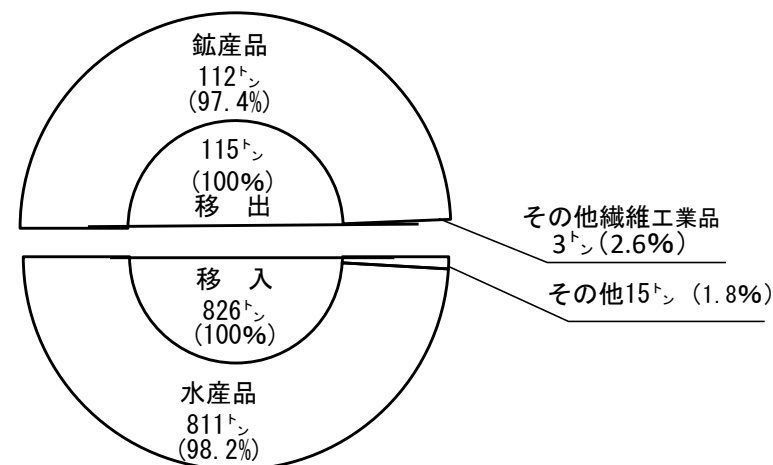 鉱産品
112㌧
(97.4%)
115㌧
(100%)
移 出
その他繊維工業品
3㌧(2.6%)
移 入
826㌧
(100%)
その他15㌧ (1.8%)
水産品
811㌧
(98.2%)